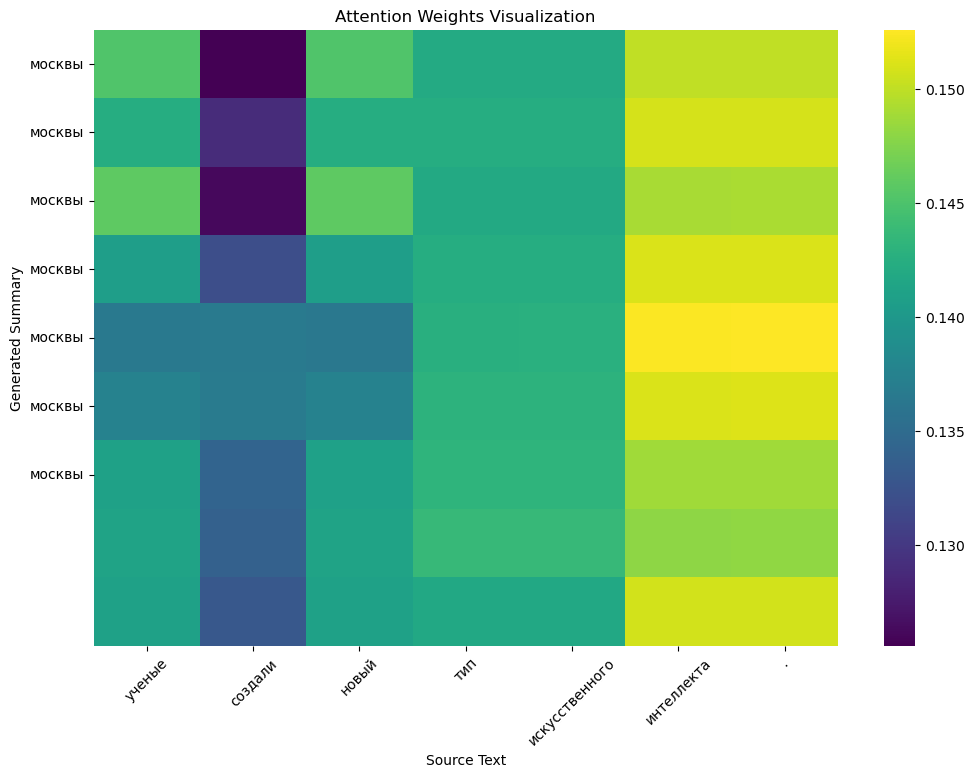 Attention Weights Visualization
москвы
москвы
москвы
москвы
москвы
москвы
москвы
Generated Summary
ученые
создали
новый
тип
искусственного
интеллекта
.
Source Text
0.150
0.145
0.140
0.135
0.130